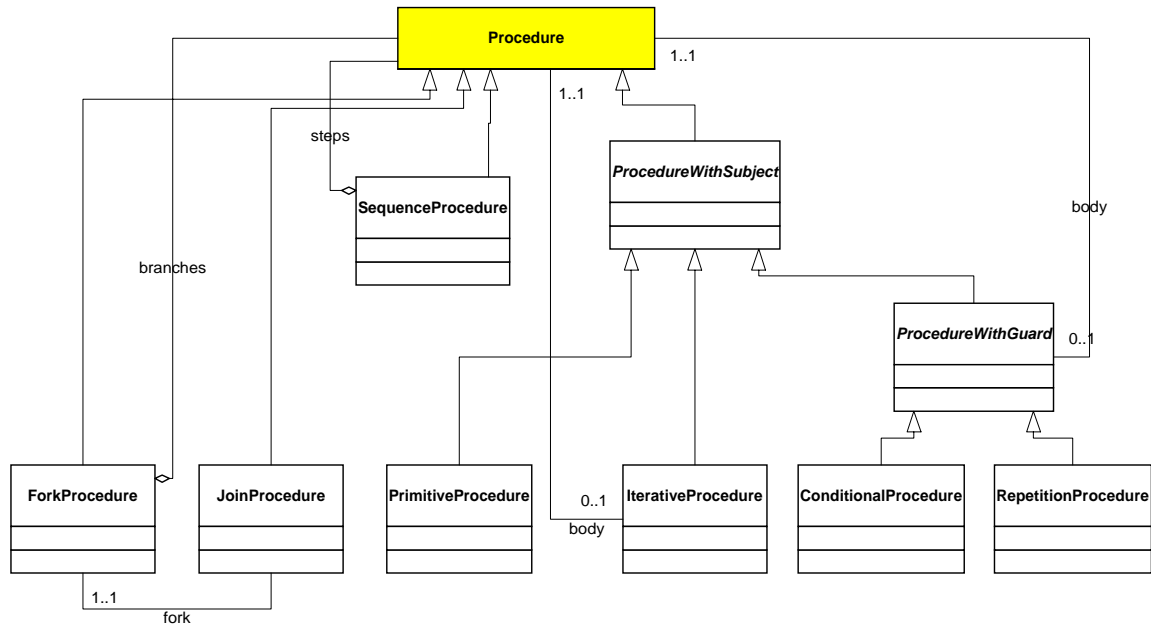 Procedure
1..1
1..1
steps
ProcedureWithSubject
SequenceProcedure
body
branches
ProcedureWithGuard
0..1
ForkProcedure
JoinProcedure
PrimitiveProcedure
0..1
IterativeProcedure
ConditionalProcedure
RepetitionProcedure
body
1..1
fork